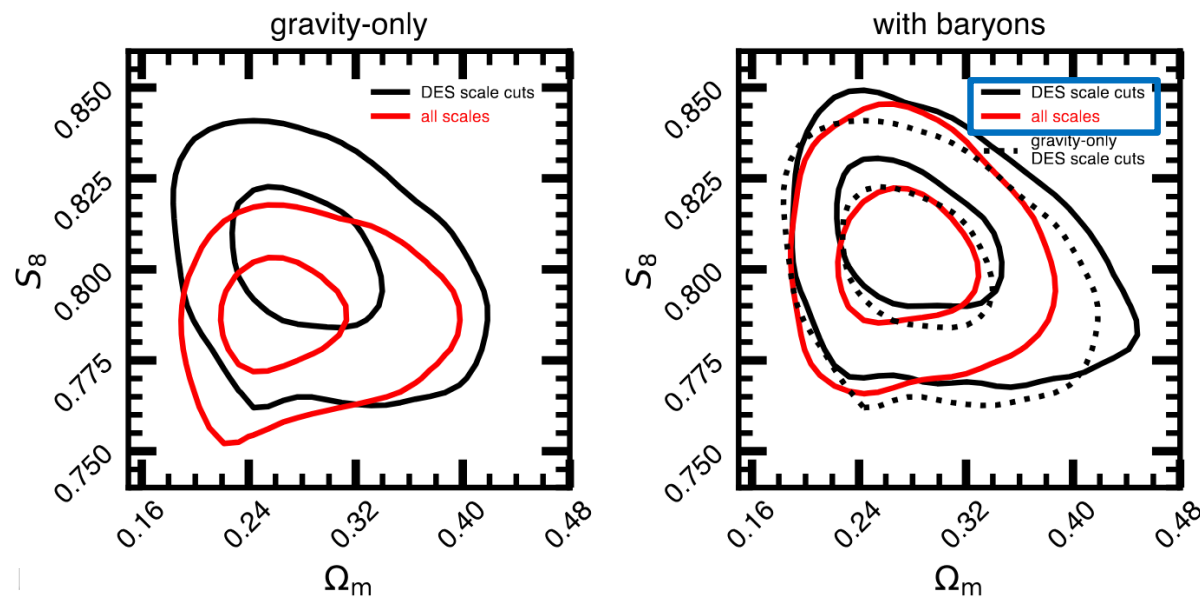 gravity-only
DES scale cuts
all scales
0.850
0.825
0.800
0.775
0.750
S8
0.16
0.24
0.32
0.40
0.48
Ωm
with baryons
DES scale cuts
all scales
gravity-only
DES scale cuts
0.850
0.825
0.800
0.775
0.750
S8
0.16
0.24
0.32
0.40
0.48
Ωm